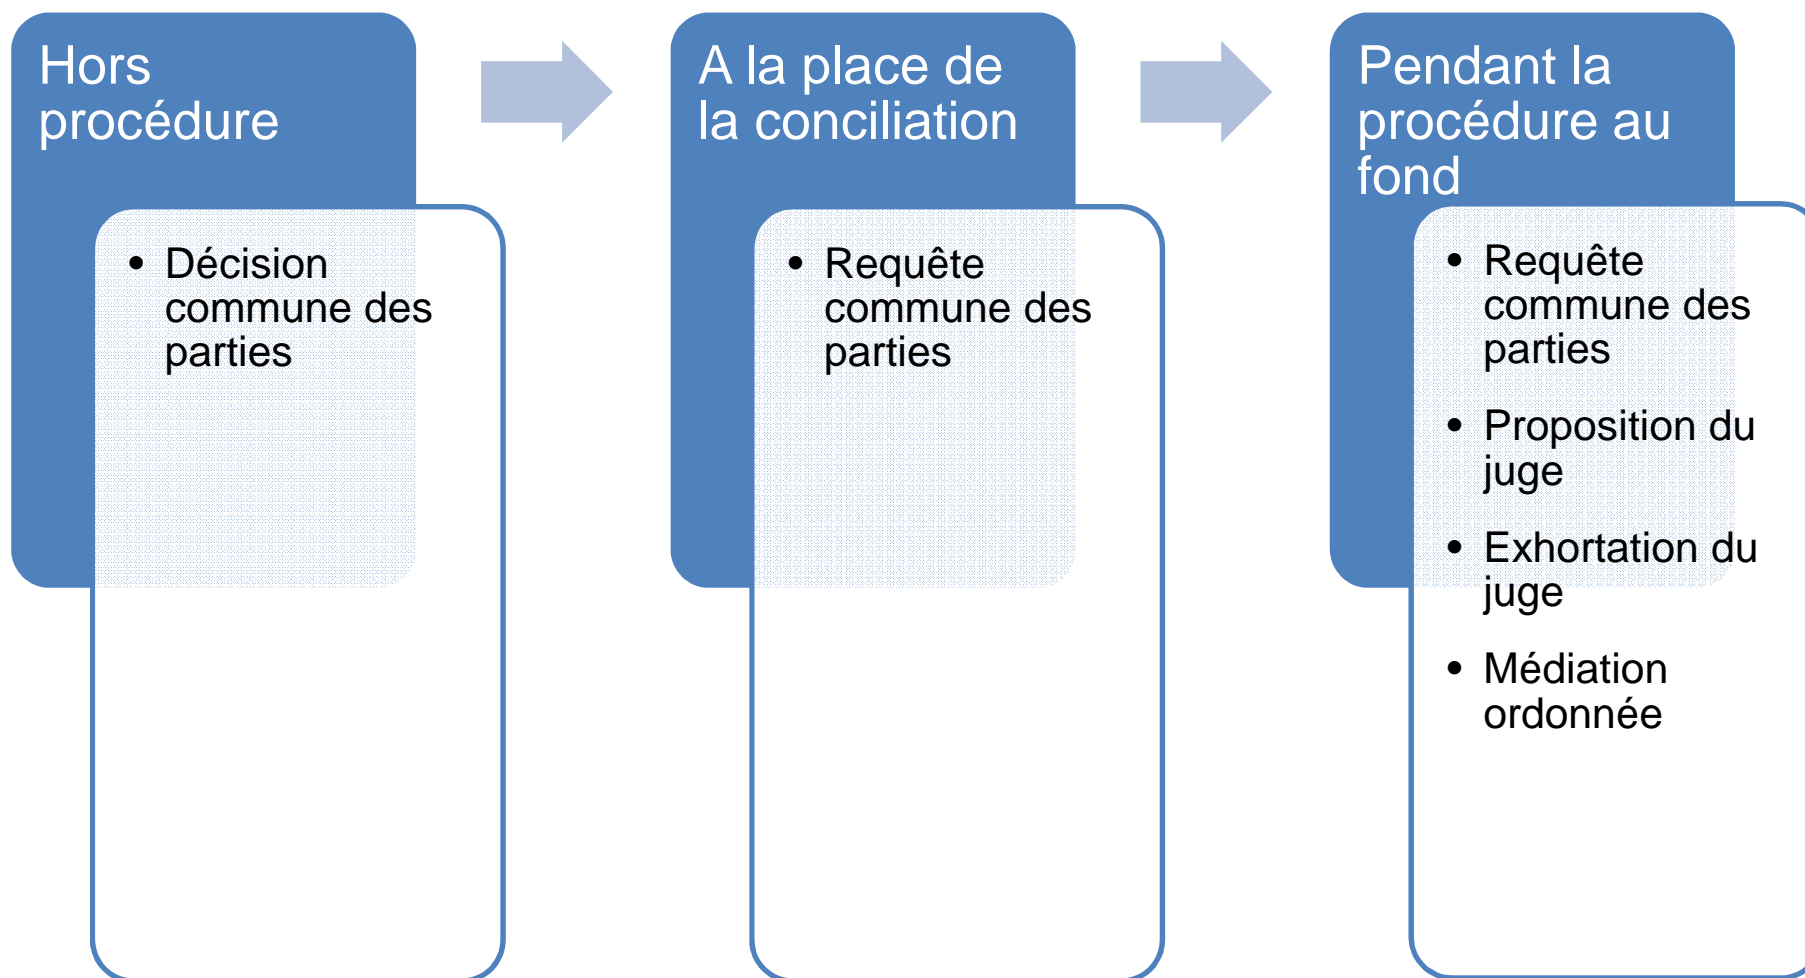 Hors
procédure
• Décision
commune des
parties
A la place de
la conciliation
• Requête
commune des
parties
Pendant la
procédure au
fond
• Requête
commune des
parties
• Proposition du
juge
• Exhortation du
juge
• Médiation
ordonnée